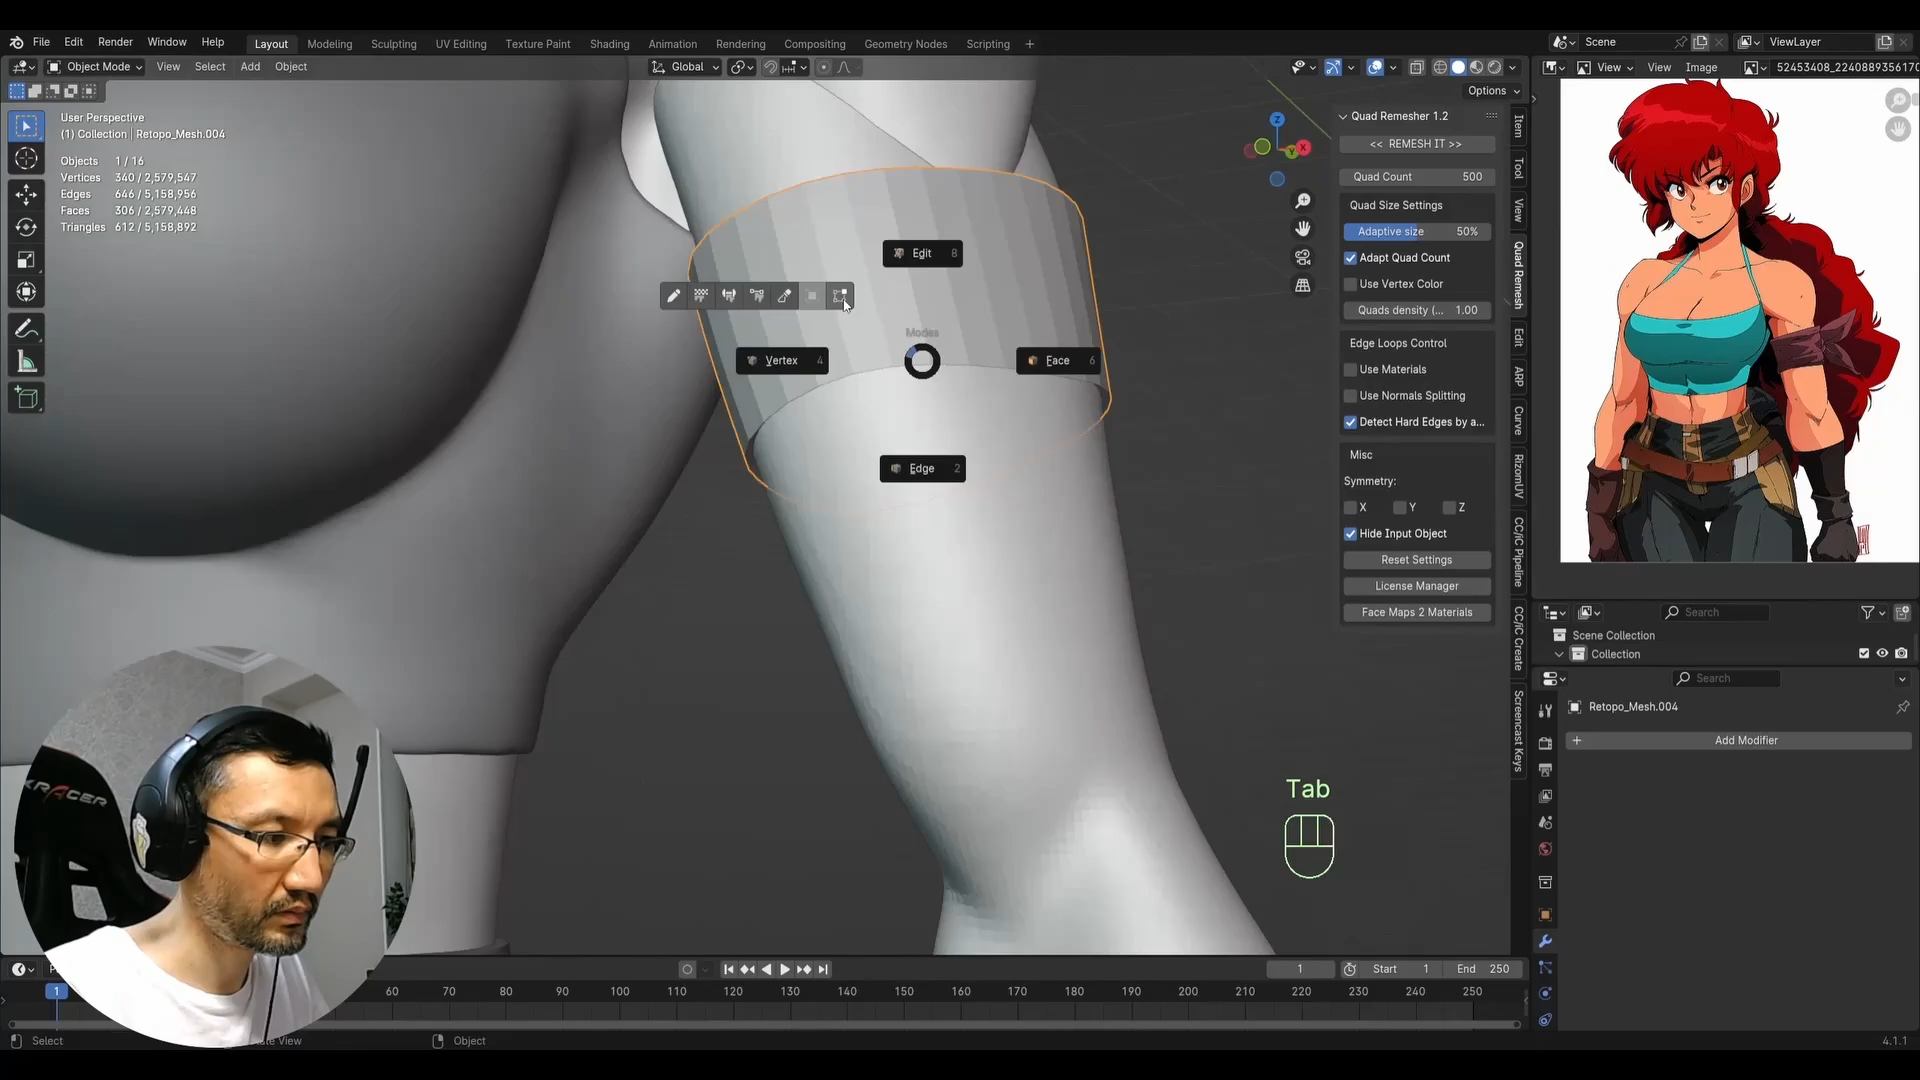 File Edit Render Window Help Layout Modeling Sculpting UV Editing Texture Paint Shading Animation Rendering Compositing Geometry Nodes Scripting +
Scene ViewLayer
Object Mode View Select Add Object Global
View View Image 52453408_2240889356170
Options
User Perspective
(1) Collection | Retopo_Mesh.004
Objects 1 / 16
Vertices 340 / 2,579,547
Edges 646 / 5,158,956
Faces 306 / 2,579,448
Triangles 612 / 5,158,892
Edit 8
Modes
Vertex 4
Face 6
Edge 2
Z
Y
X
Quad Remesher 1.2
<< REMESH IT >>
Quad Count 500
Quad Size Settings
Adaptive size 50%
Adapt Quad Count
Use Vertex Color
Quads density (... 1.00
Edge Loops Control
Use Materials
Use Normals Splitting
Detect Hard Edges by a...
Misc
Symmetry:
X Y Z
Hide Input Object
Reset Settings
License Manager
Face Maps 2 Materials
Item
Tool
View
Quad Remesh
Edit
ARP
Curve
RizomUV
CC/iC Pipeline
CC/iC Create
Screencast Keys
Search
Scene Collection
Collection
Search
Retopo_Mesh.004
+ Add Modifier
Tab
XRACER
1 Start 1 End 250
1 60 70 80 90 100 110 120 130 140 150 160 170 180 190 200 210 220 230 240 250
Select View Object 4.1.1